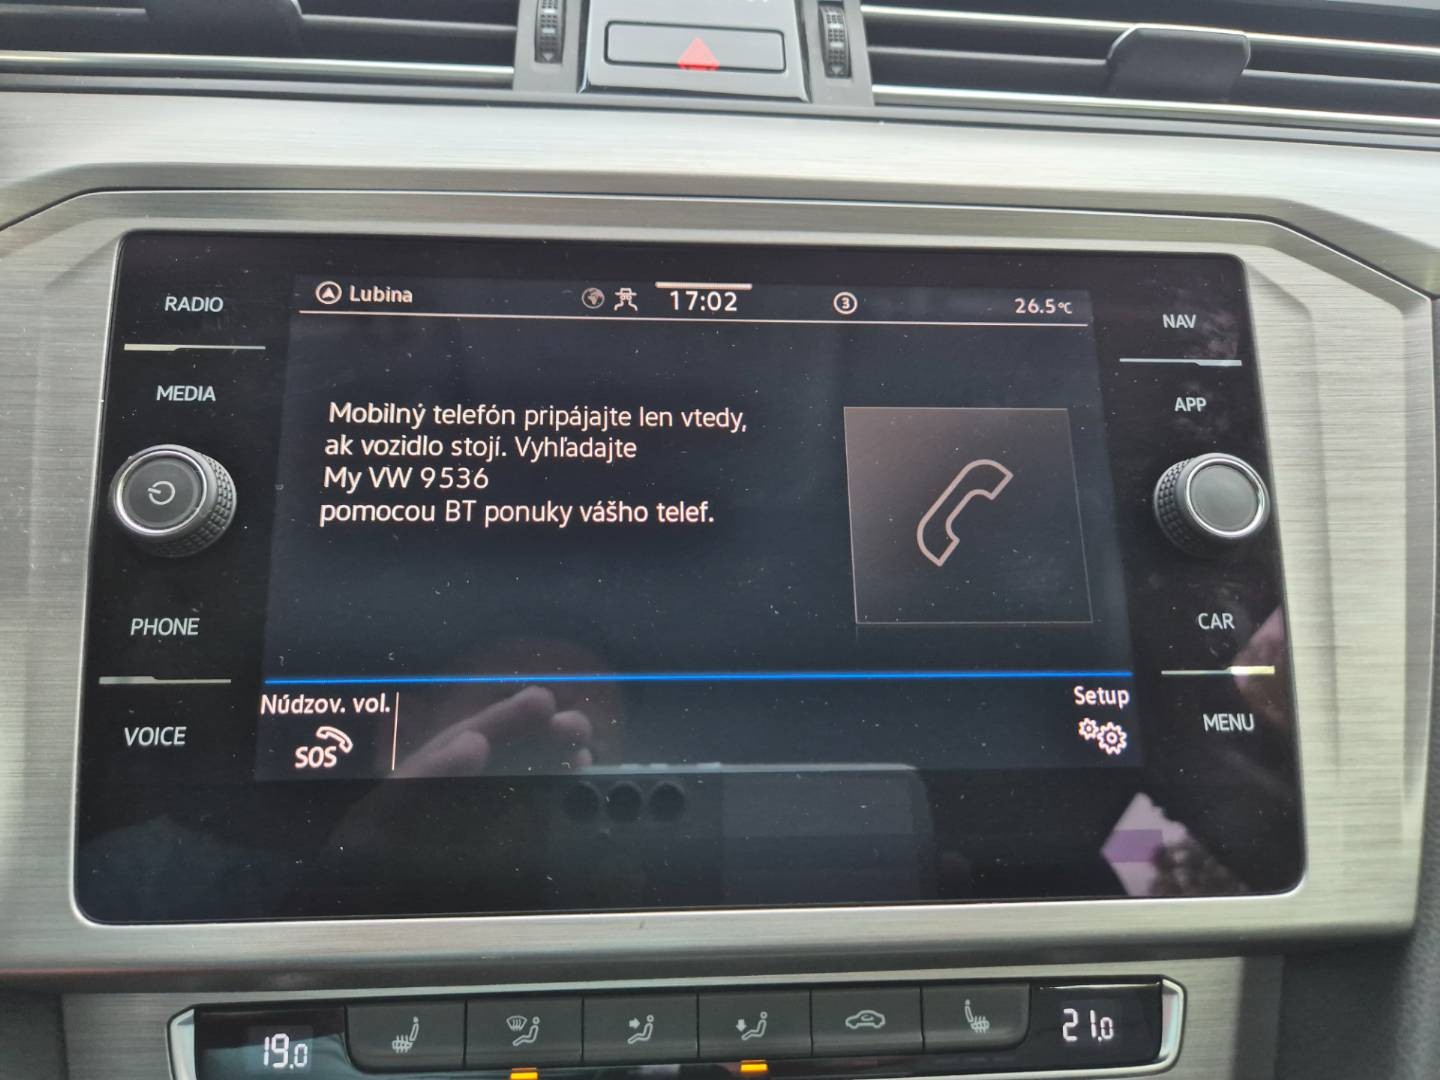 RADIO
MEDIA
PHONE
VOICE
Lubina
17:02
3
26.5°C
Mobilný telefón pripájajte len vtedy,
ak vozidlo stojí. Vyhľadajte
My VW 9536
pomocou BT ponuky vášho telef.
Núdzov. vol.
SOS
Setup
NAV
APP
CAR
MENU
19.0
21.0